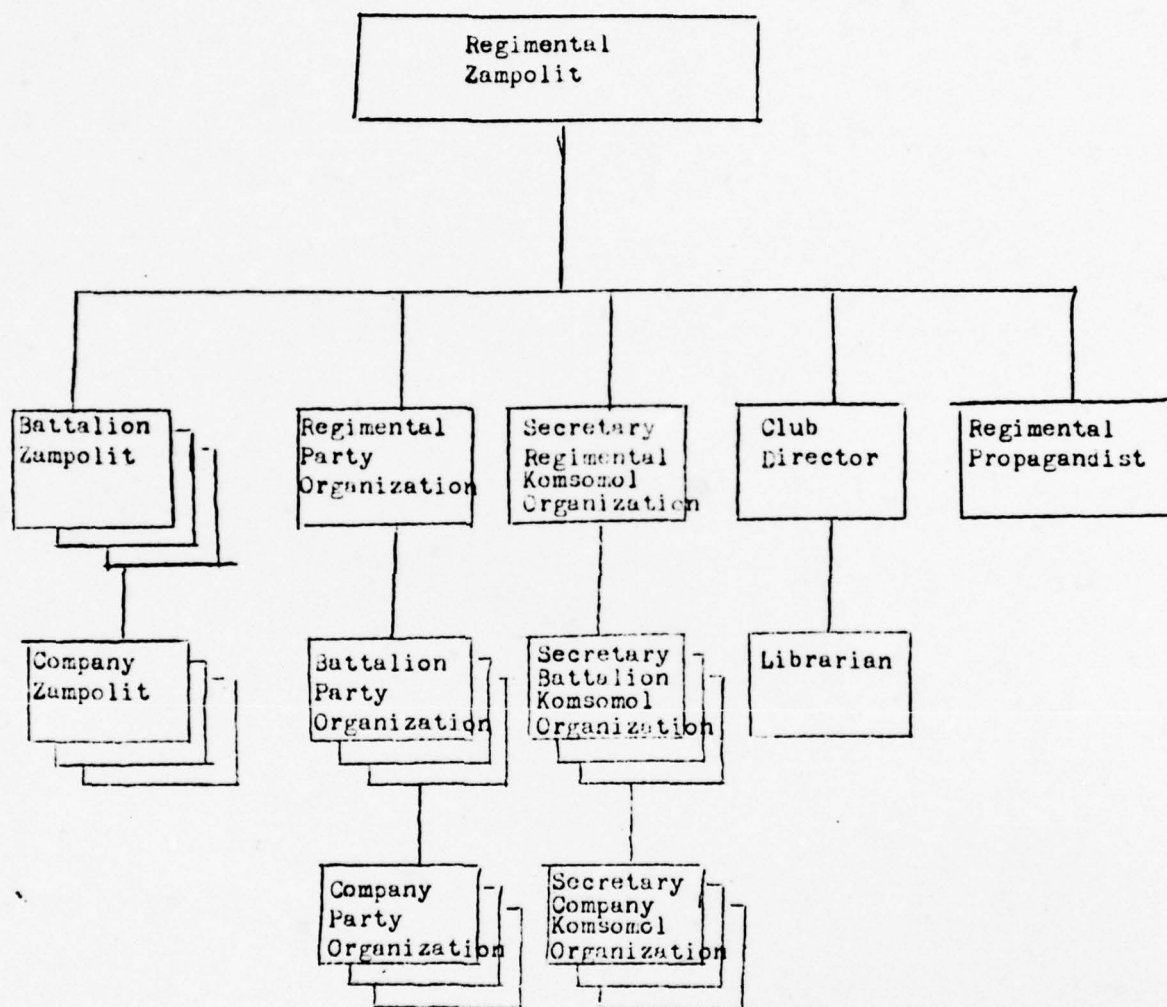 Regimental
Zampolit
Battalion
Zampolit
Regimental
Party
Organization
Secretary
Regimental
Komsomol
Organization
Club
Director
Regimental
Propagandist
Company
Zampolit
Battalion
Party
Organization
Secretary
Battalion
Komsomol
Organization
Librarian
Company
Party
Organization
Secretary
Company
Komsomol
Organization